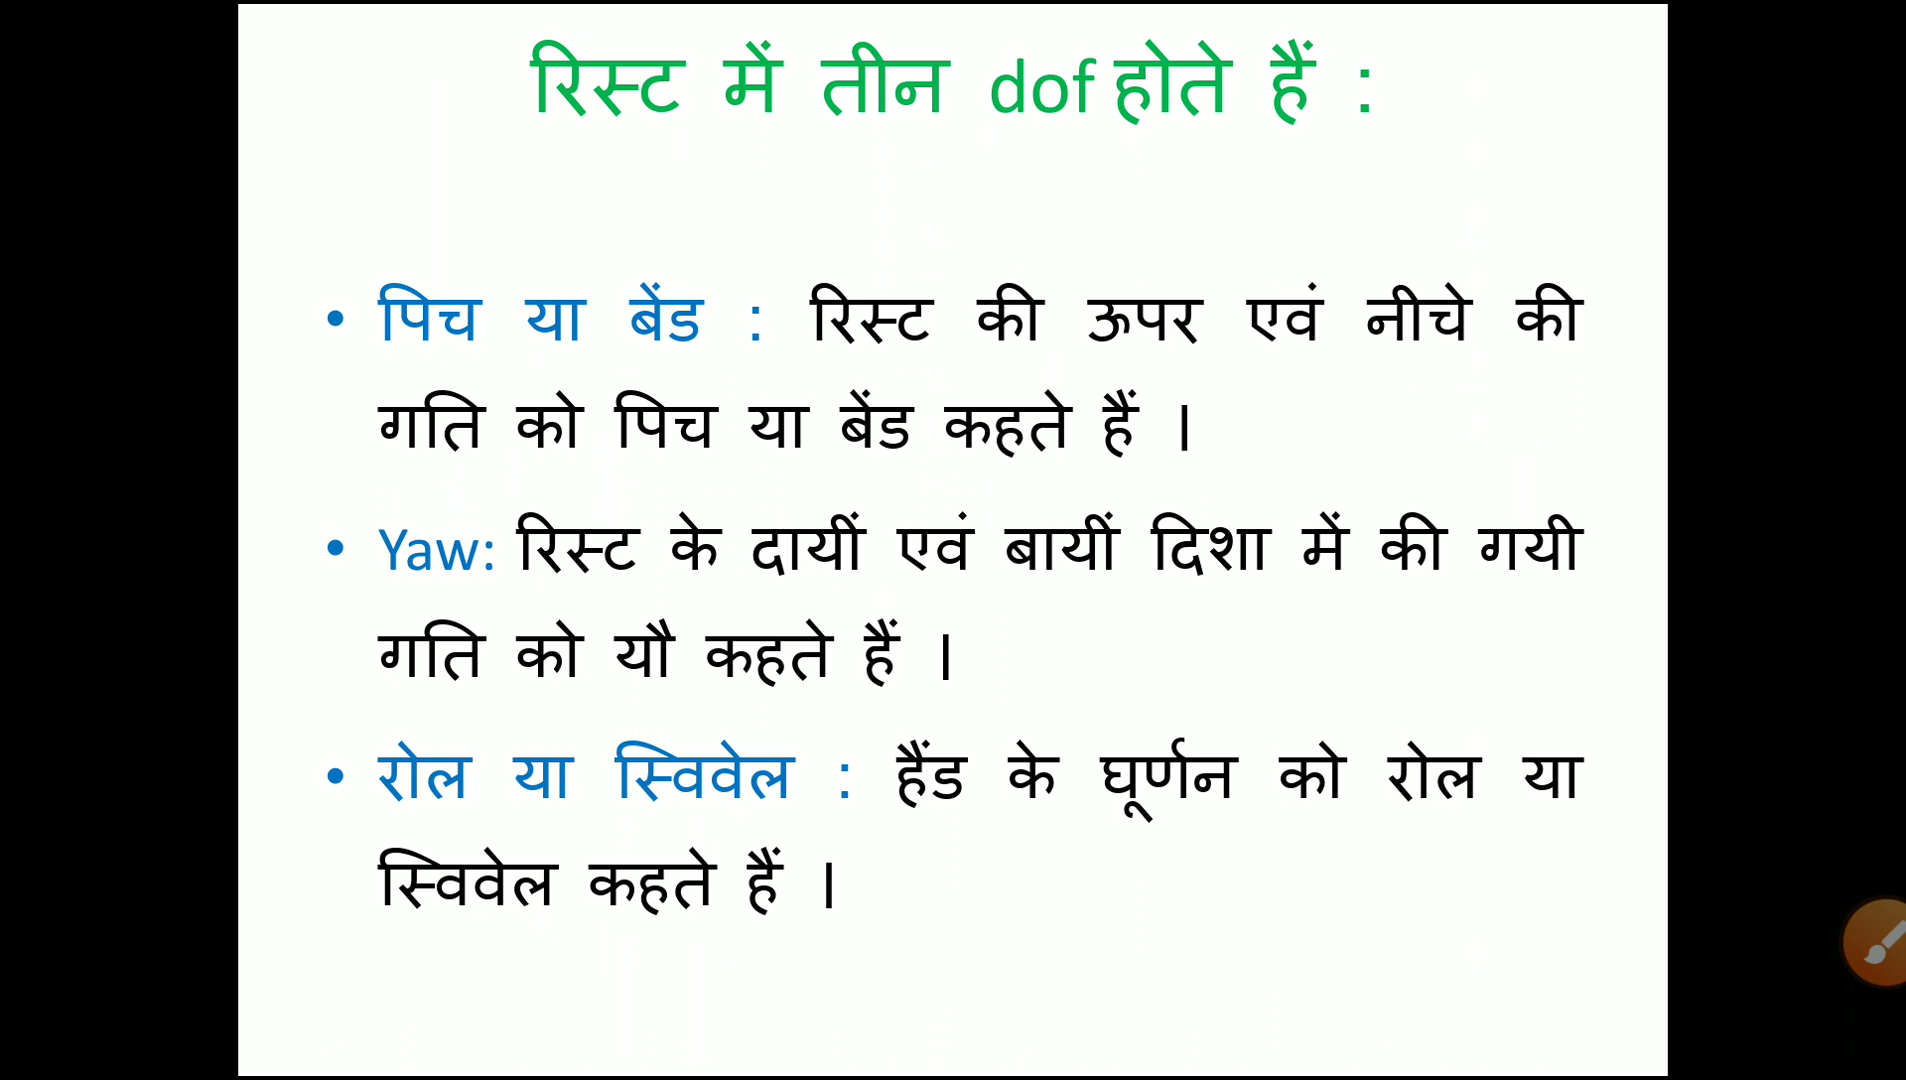 रिस्ट में तीन dof होते हैं :
• पिच या बेंड : रिस्ट की ऊपर एवं नीचे की
गति को पिच या बेंड कहते हैं ।
• Yaw: रिस्ट के दायीं एवं बायीं दिशा में की गयी
गति को यौ कहते हैं ।
• रोल या स्विवेल : हैंड के घूर्णन को रोल या
स्विवेल कहते हैं ।